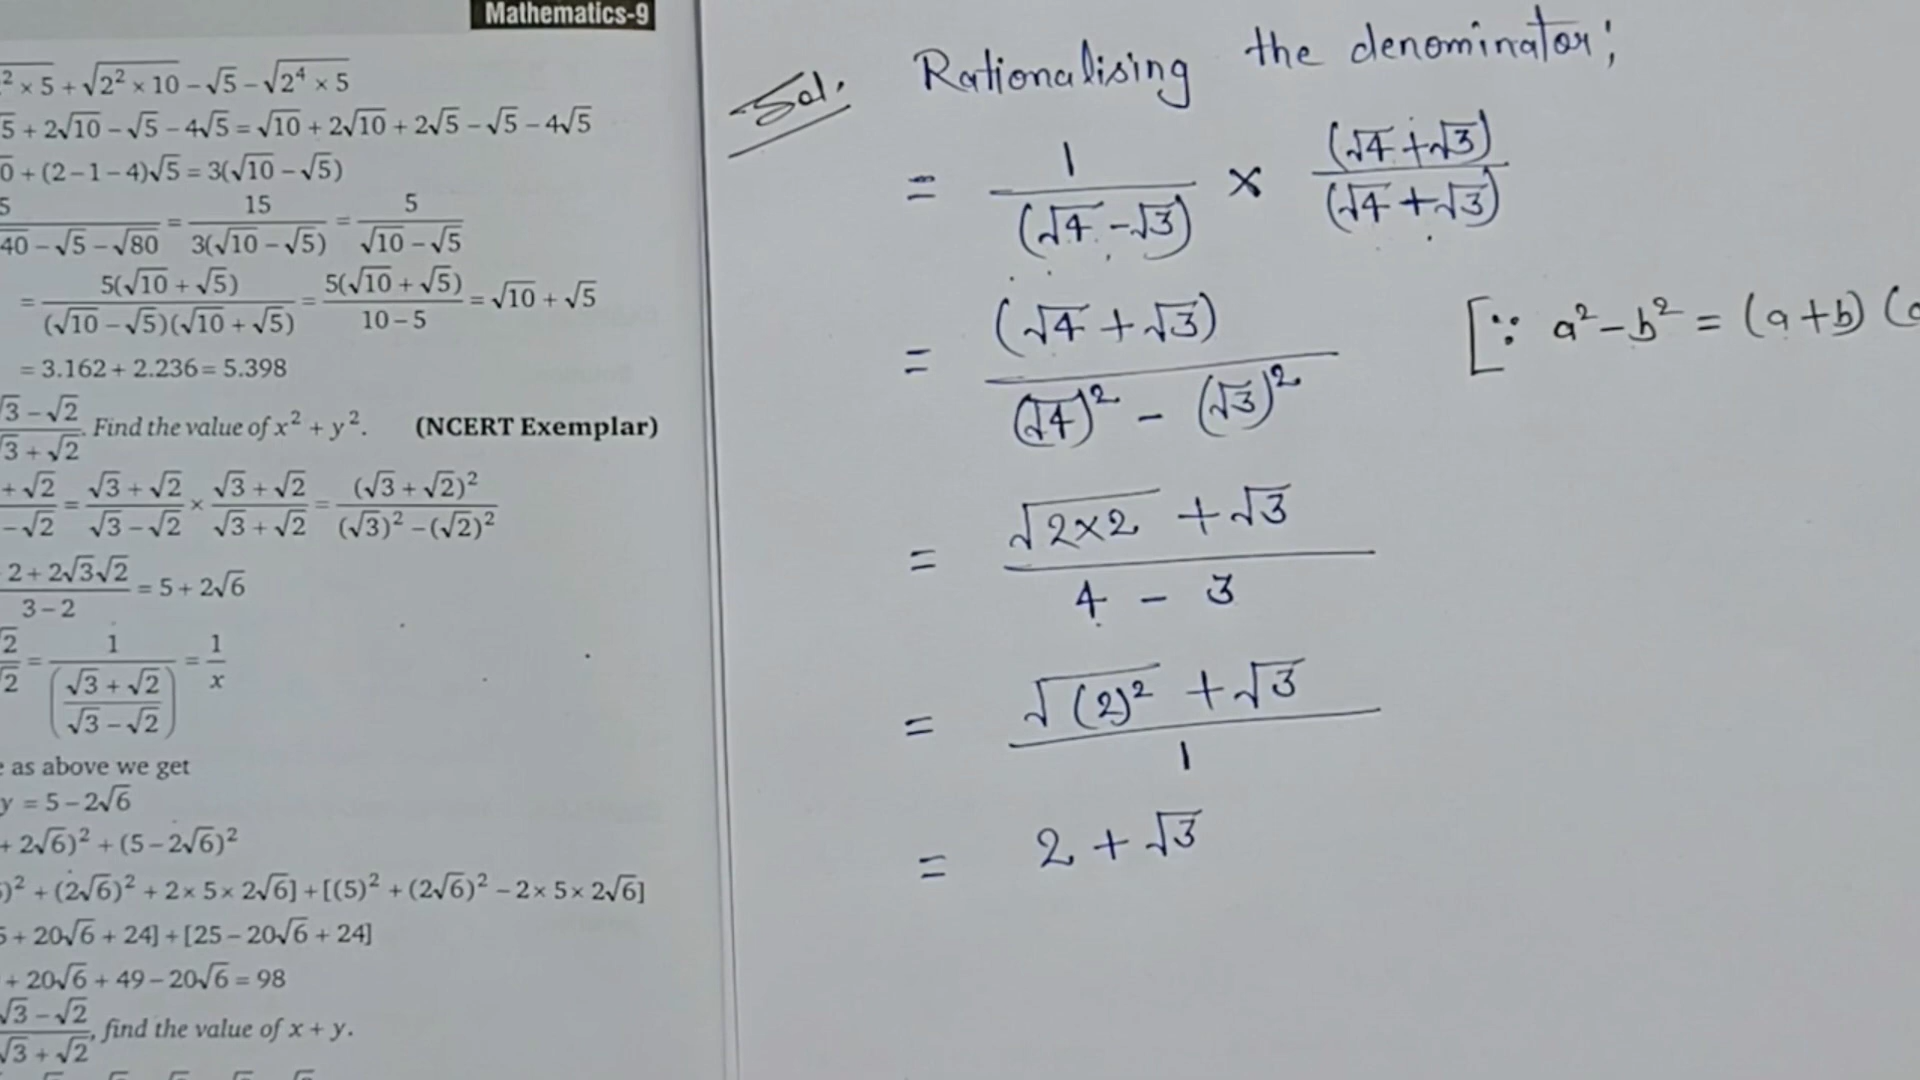 Mathematics-9
² × 5 + √(2² × 10) − √5 − √(2⁴ × 5)
5 + 2√10 − √5 − 4√5 = √10 + 2√10 + 2√5 − √5 − 4√5
0 + (2−1−4)√5 = 3(√10 − √5)
5/(40 − √5 − √80) = 15/(3(√10 − √5)) = 5/(√10 − √5)
= 5(√10 + √5)/((√10 − √5)(√10 + √5)) = 5(√10 + √5)/(10 − 5) = √10 + √5
= 3.162 + 2.236 = 5.398
(√3 − √2)/(√3 + √2). Find the value of x² + y². (NCERT Exemplar)
(+ √2)/(− √2) = (√3 + √2)/(√3 − √2) × (√3 + √2)/(√3 + √2) = (√3 + √2)²/((√3)² − (√2)²)
(2 + 2√3√2)/(3 − 2) = 5 + 2√6
√2/√2 = 1/((√3 + √2)/(√3 − √2)) = 1/x
as above we get
y = 5 − 2√6
+ 2√6)² + (5 − 2√6)²
)² + (2√6)² + 2 × 5 × 2√6] + [(5)² + (2√6)² − 2 × 5 × 2√6]
5 + 20√6 + 24] + [25 − 20√6 + 24]
+ 20√6 + 49 − 20√6 = 98
(√3 − √2)/(√3 + √2), find the value of x + y.
Sol. Rationalising the denominator;
= 1/(√4 − √3) × (√4 + √3)/(√4 + √3)
= (√4 + √3)/((√4)² − (√3)²) [∵ a² − b² = (a+b) (
= (√(2×2) + √3)/(4 − 3)
= (√(2)² + √3)/1
= 2 + √3